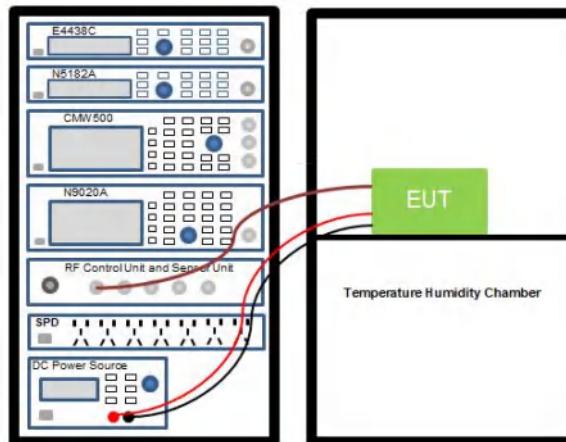 E4438C
N5182A
CMW500
N9020A
EUT
RF Control Unit and Sensor Unit
Temperature Humidity Chamber
SPD
DC Power Source